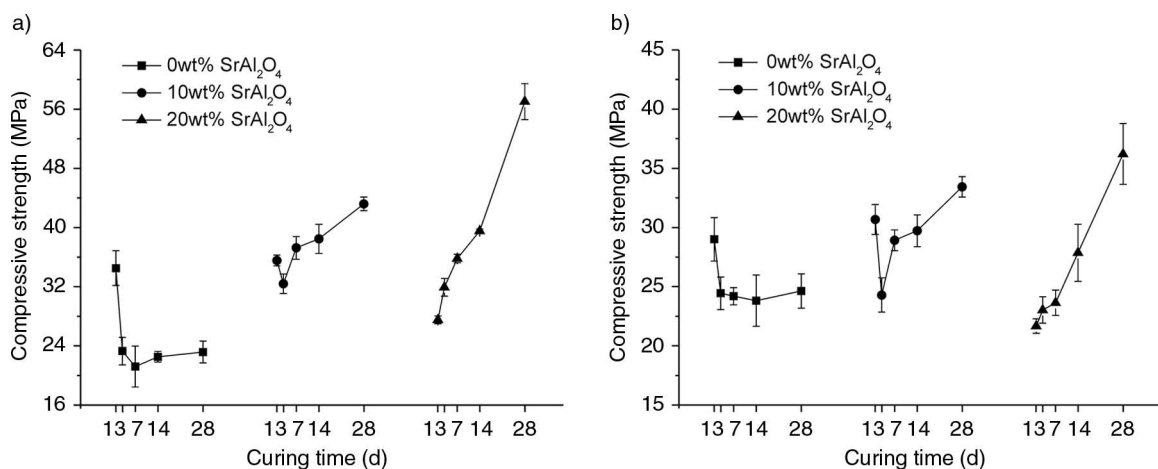 a)
64
56
48
40
32
24
16
Compressive strength (MPa)
0wt% SrAl₂O₄
10wt% SrAl₂O₄
20wt% SrAl₂O₄
13 7 14 28 13 7 14 28 13 7 14 28
Curing time (d)
b)
45
40
35
30
25
20
15
Compressive strength (MPa)
0wt% SrAl₂O₄
10wt% SrAl₂O₄
20wt% SrAl₂O₄
13 7 14 28 13 7 14 28 13 7 14 28
Curing time (d)